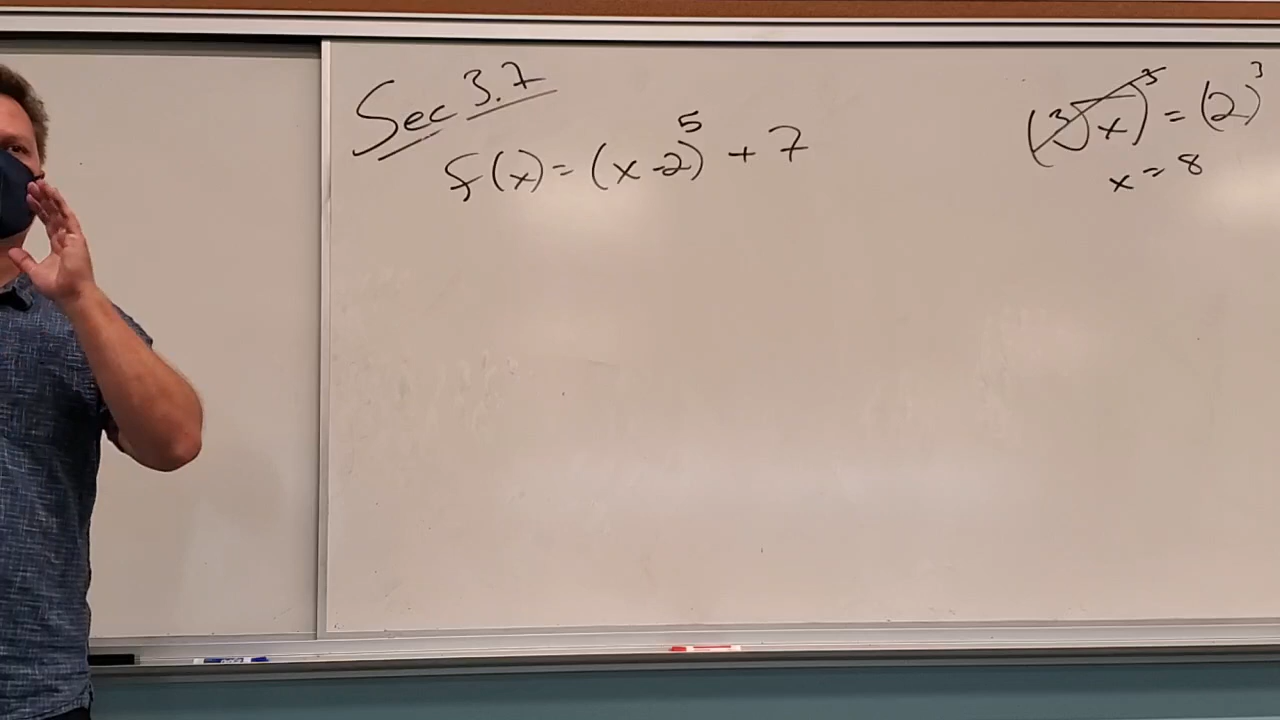 Sec 3.7
f(x) = (x-2)^5 + 7
(∛x)^3 = (2)^3
x = 8